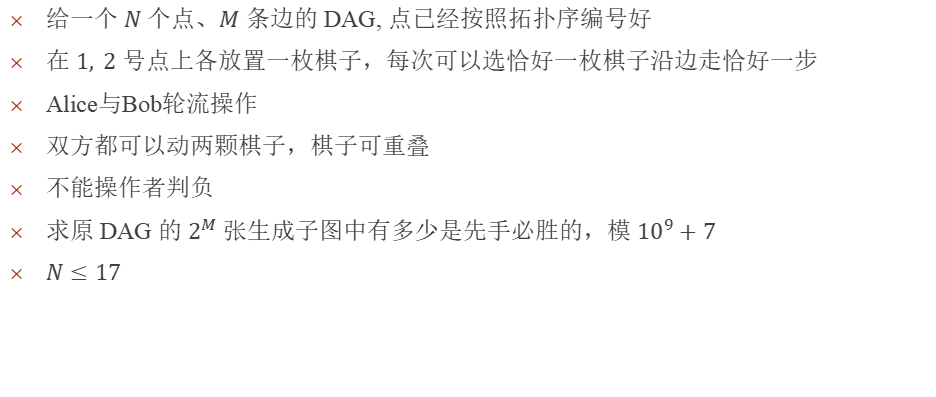 × 给一个 N 个点、M 条边的 DAG, 点已经按照拓扑序编号好
× 在 1, 2 号点上各放置一枚棋子，每次可以选恰好一枚棋子沿边走恰好一步
× Alice与Bob轮流操作
× 双方都可以动两颗棋子，棋子可重叠
× 不能操作者判负
× 求原 DAG 的 2^M 张生成子图中有多少是先手必胜的，模 10^9 + 7
× N ≤ 17